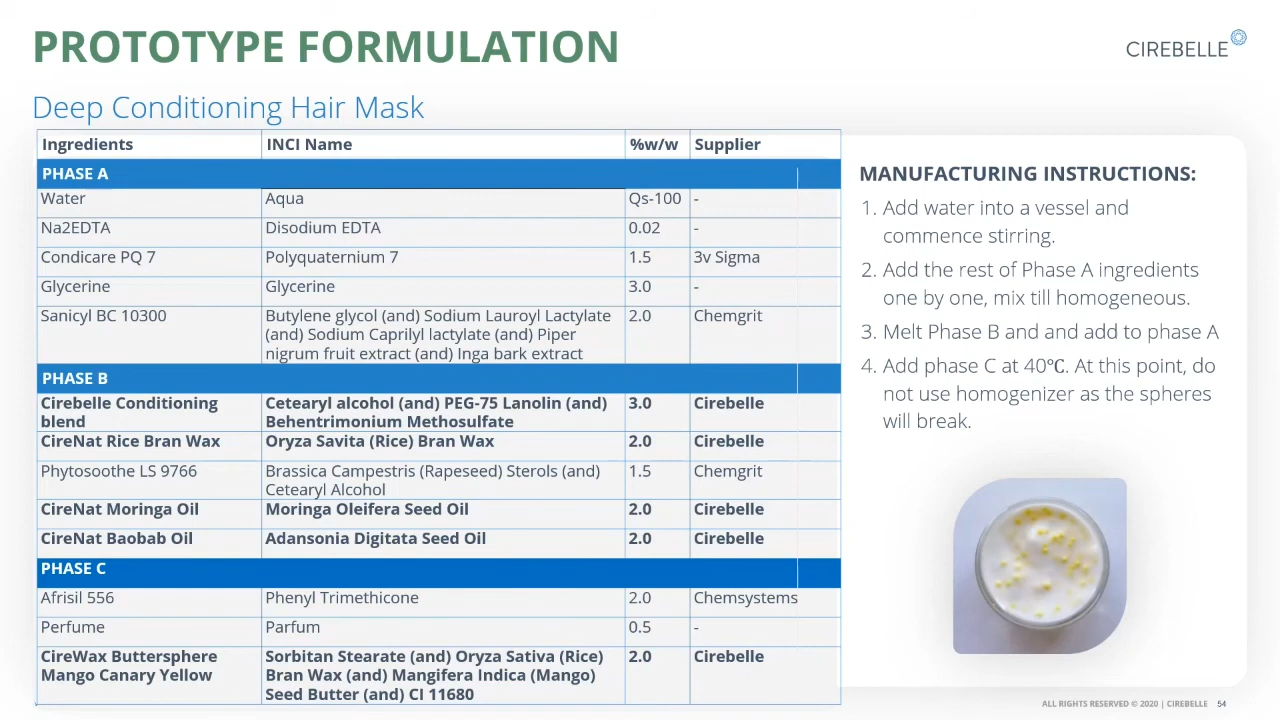 PROTOTYPE FORMULATION
CIREBELLE
Deep Conditioning Hair Mask
Ingredients INCI Name %w/w Supplier
PHASE A
Water Aqua Qs-100 -
Na2EDTA Disodium EDTA 0.02 -
Condicare PQ 7 Polyquaternium 7 1.5 3v Sigma
Glycerine Glycerine 3.0 -
Sanicyl BC 10300 Butylene glycol (and) Sodium Lauroyl Lactylate 2.0 Chemgrit
(and) Sodium Caprilyl lactylate (and) Piper
nigrum fruit extract (and) Inga bark extract
PHASE B
Cirebelle Conditioning Cetearyl alcohol (and) PEG-75 Lanolin (and) 3.0 Cirebelle
blend Behentrimonium Methosulfate
CireNat Rice Bran Wax Oryza Savita (Rice) Bran Wax 2.0 Cirebelle
Phytosoothe LS 9766 Brassica Campestris (Rapeseed) Sterols (and) 1.5 Chemgrit
Cetearyl Alcohol
CireNat Moringa Oil Moringa Oleifera Seed Oil 2.0 Cirebelle
CireNat Baobab Oil Adansonia Digitata Seed Oil 2.0 Cirebelle
PHASE C
Afrisil 556 Phenyl Trimethicone 2.0 Chemsystems
Perfume Parfum 0.5 -
CireWax Buttersphere Sorbitan Stearate (and) Oryza Sativa (Rice) 2.0 Cirebelle
Mango Canary Yellow Bran Wax (and) Mangifera Indica (Mango)
Seed Butter (and) CI 11680
MANUFACTURING INSTRUCTIONS:
1. Add water into a vessel and
commence stirring.
2. Add the rest of Phase A ingredients
one by one, mix till homogeneous.
3. Melt Phase B and and add to phase A
4. Add phase C at 40℃. At this point, do
not use homogenizer as the spheres
will break.
ALL RIGHTS RESERVED © 2020 | CIREBELLE 54